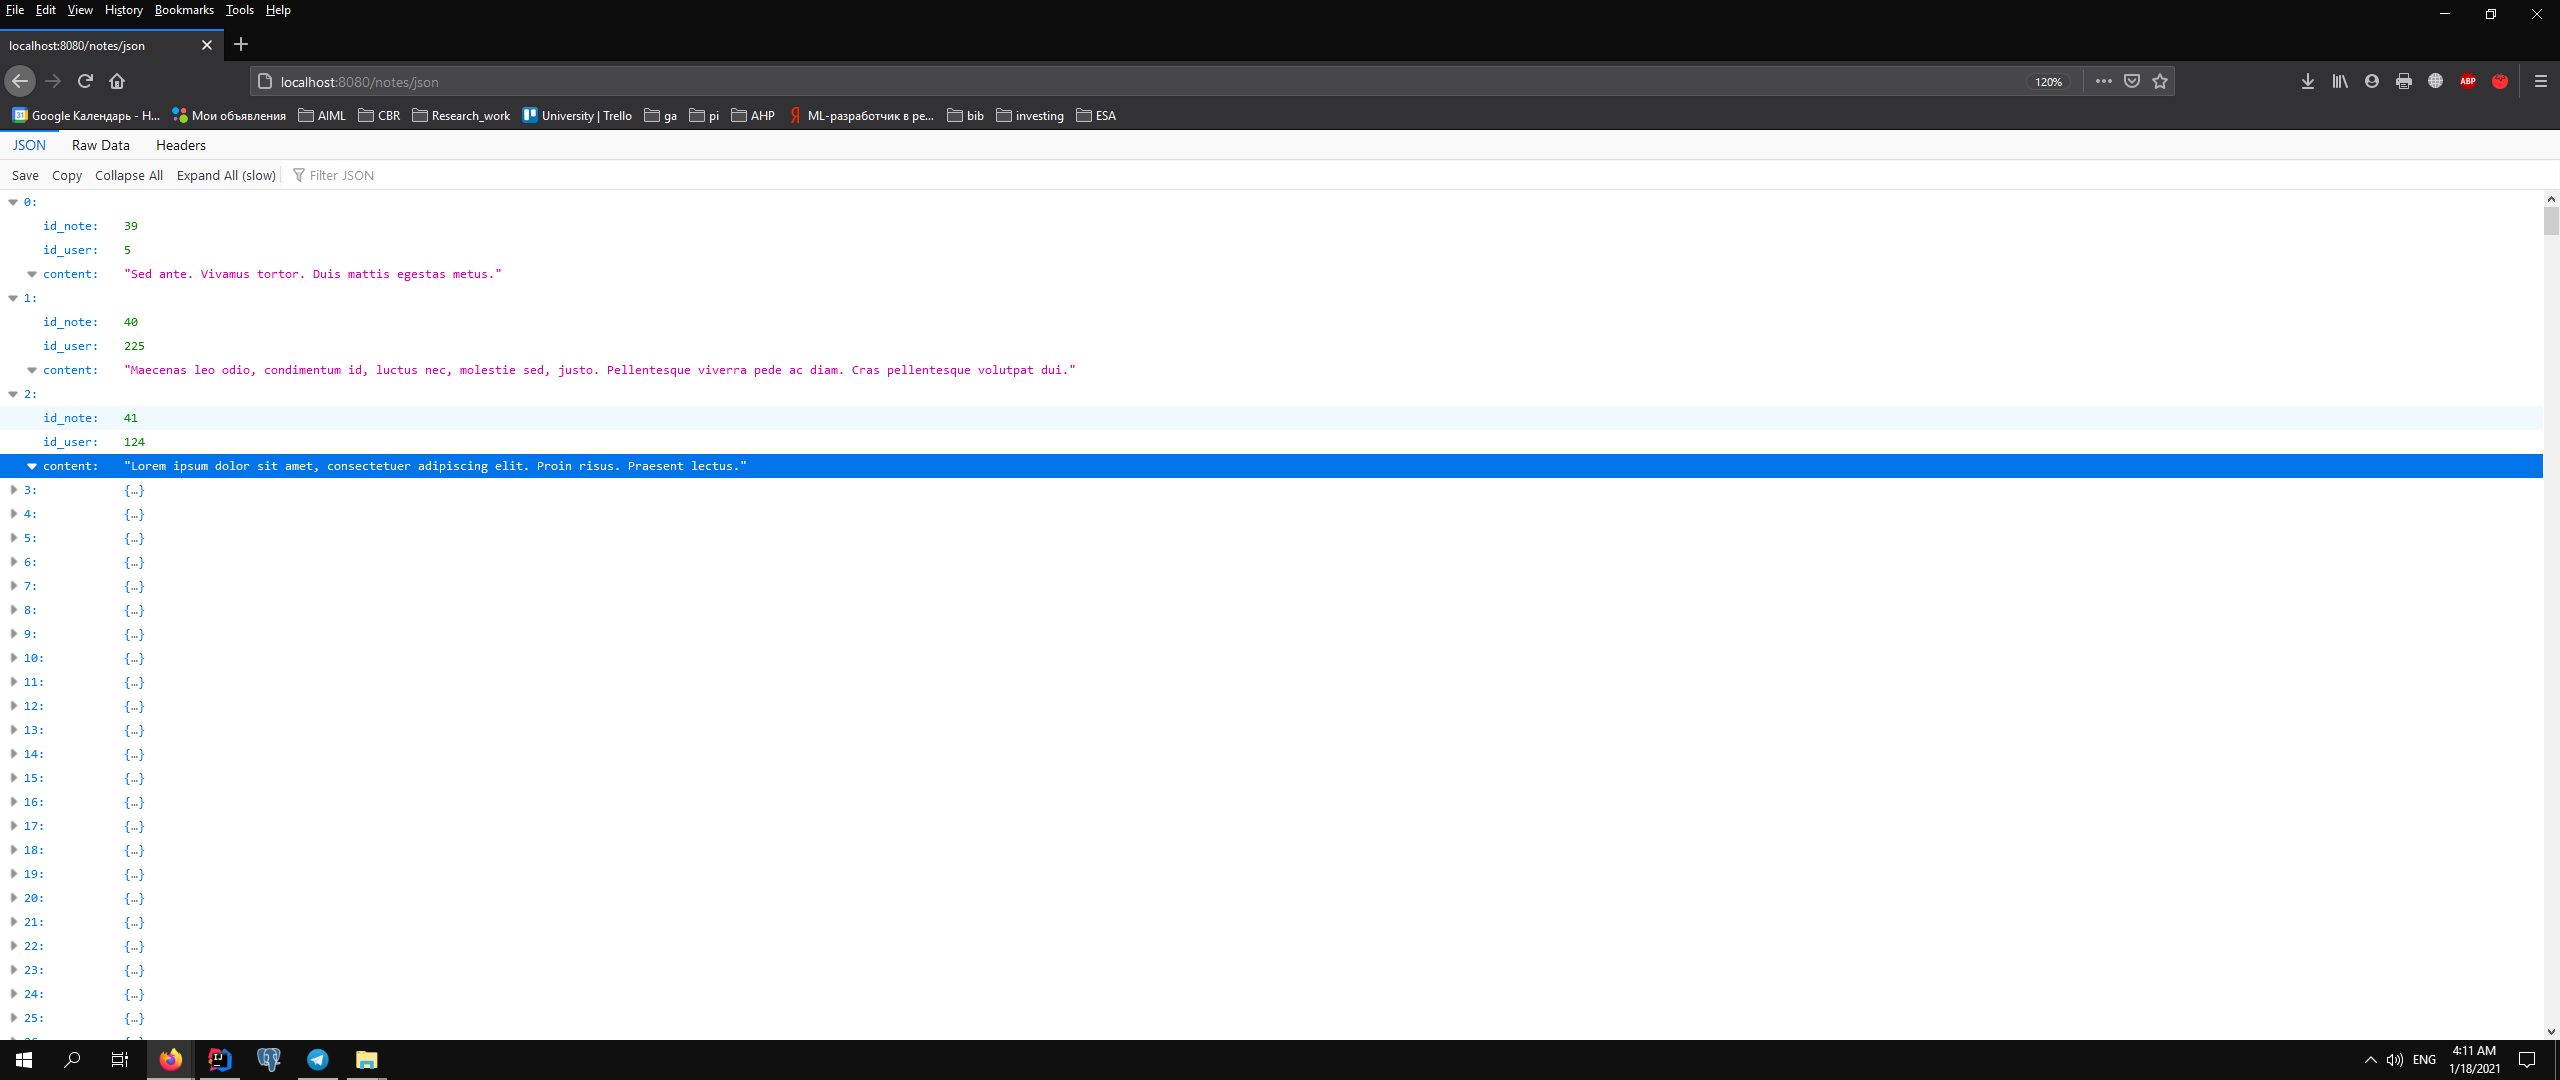 File Edit View History Bookmarks Tools Help
localhost:8080/notes/json
localhost:8080/notes/json 120% ABP
31 Google Календарь - Н... Мои объявления AIML CBR Research_work University | Trello ga pi AHP Я ML-разработчик в ре... bib investing ESA
JSON Raw Data Headers
Save Copy Collapse All Expand All (slow) Filter JSON
0:
id_note: 39
id_user: 5
content: "Sed ante. Vivamus tortor. Duis mattis egestas metus."
1:
id_note: 40
id_user: 225
content: "Maecenas leo odio, condimentum id, luctus nec, molestie sed, justo. Pellentesque viverra pede ac diam. Cras pellentesque volutpat dui."
2:
id_note: 41
id_user: 124
content: "Lorem ipsum dolor sit amet, consectetuer adipiscing elit. Proin risus. Praesent lectus."
3: {…}
4: {…}
5: {…}
6: {…}
7: {…}
8: {…}
9: {…}
10: {…}
11: {…}
12: {…}
13: {…}
14: {…}
15: {…}
16: {…}
17: {…}
18: {…}
19: {…}
20: {…}
21: {…}
22: {…}
23: {…}
24: {…}
25: {…}
IJ ENG 4:11 AM
1/18/2021